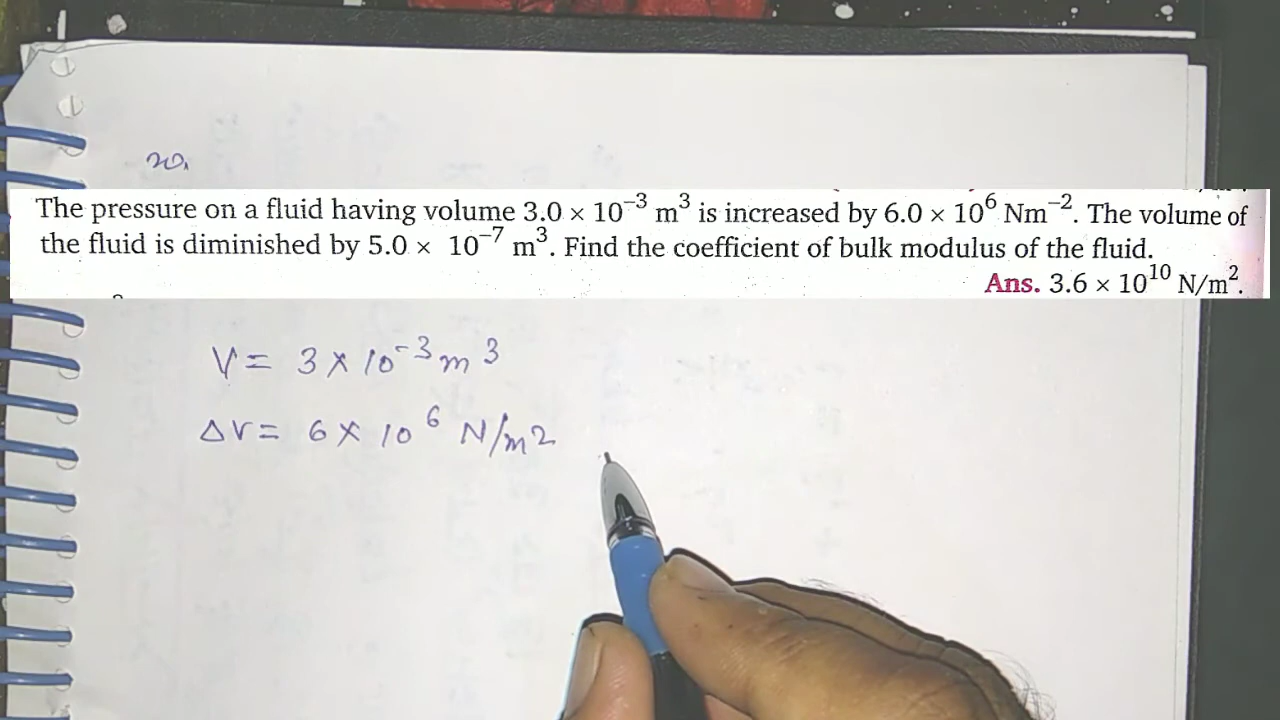 20,
The pressure on a fluid having volume 3.0 × 10⁻³ m³ is increased by 6.0 × 10⁶ Nm⁻². The volume of
the fluid is diminished by 5.0 × 10⁻⁷ m³. Find the coefficient of bulk modulus of the fluid.
Ans. 3.6 × 10¹⁰ N/m².
V = 3 × 10⁻³ m³
ΔV = 6 × 10⁶ N/m2